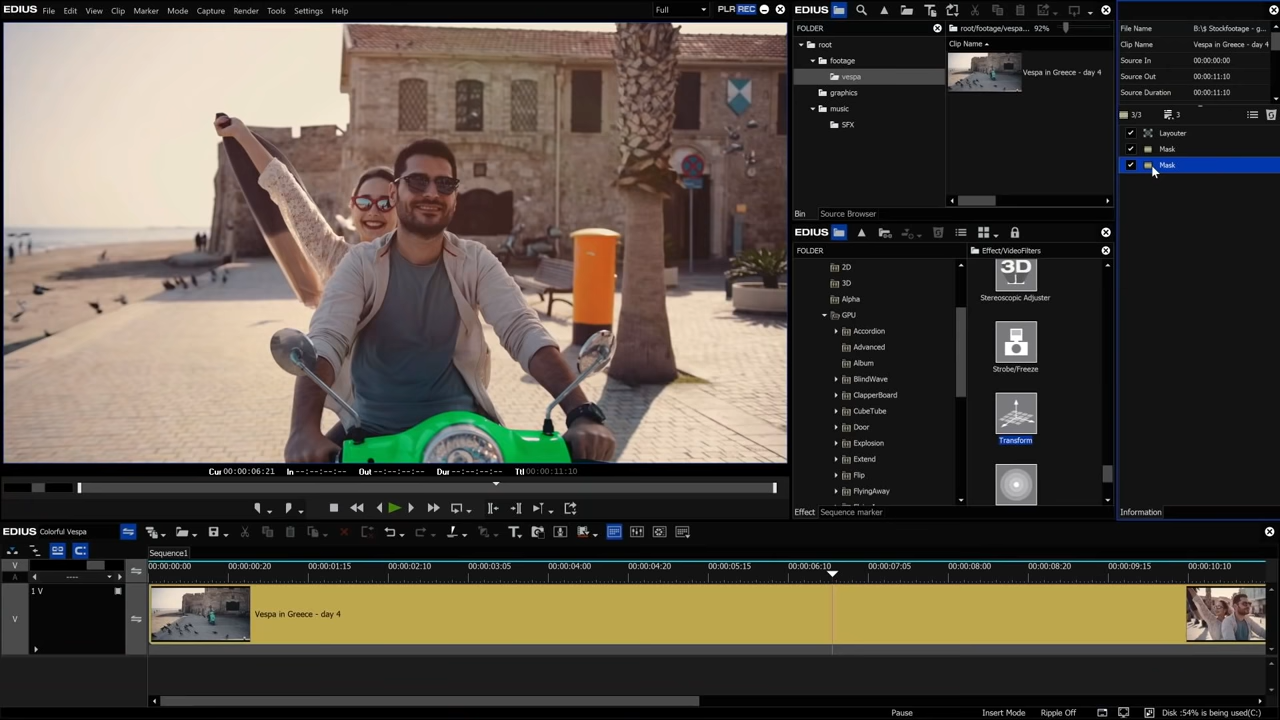 EDIUS File Edit View Clip Marker Mode Capture Render Tools Settings Help
Full
PLR REC
Cur 00:00:06:21 In --:--:--:-- Out --:--:--:-- Dur --:--:--:-- Ttl 00:00:11:10
EDIUS
FOLDER
root/footage/vespa... 92%
root
footage
vespa
graphics
music
SFX
Clip Name
Vespa in Greece - day 4
Bin Source Browser
EDIUS
FOLDER
Effect/VideoFilters
2D
3D
Alpha
GPU
Accordion
Advanced
Album
BlindWave
ClapperBoard
CubeTube
Door
Explosion
Extend
Flip
FlyingAway
3D
Stereoscopic Adjuster
Strobe/Freeze
Transform
Effect Sequence marker
File Name B:\$ Stockfootage - g...
Clip Name Vespa in Greece - day 4
Source In 00:00:00:00
Source Out 00:00:11:10
Source Duration 00:00:11:10
3/3 3
Layouter
Mask
Mask
Information
EDIUS Colorful Vespa
Sequence1
V
A ----
00:00:00:00 00:00:00:20 00:00:01:15 00:00:02:10 00:00:03:05 00:00:04:00 00:00:04:20 00:00:05:15 00:00:06:10 00:00:07:05 00:00:08:00 00:00:08:20 00:00:09:15 00:00:10:10
1 V
V
Vespa in Greece - day 4
Pause Insert Mode Ripple Off Disk :54% is being used(C:)